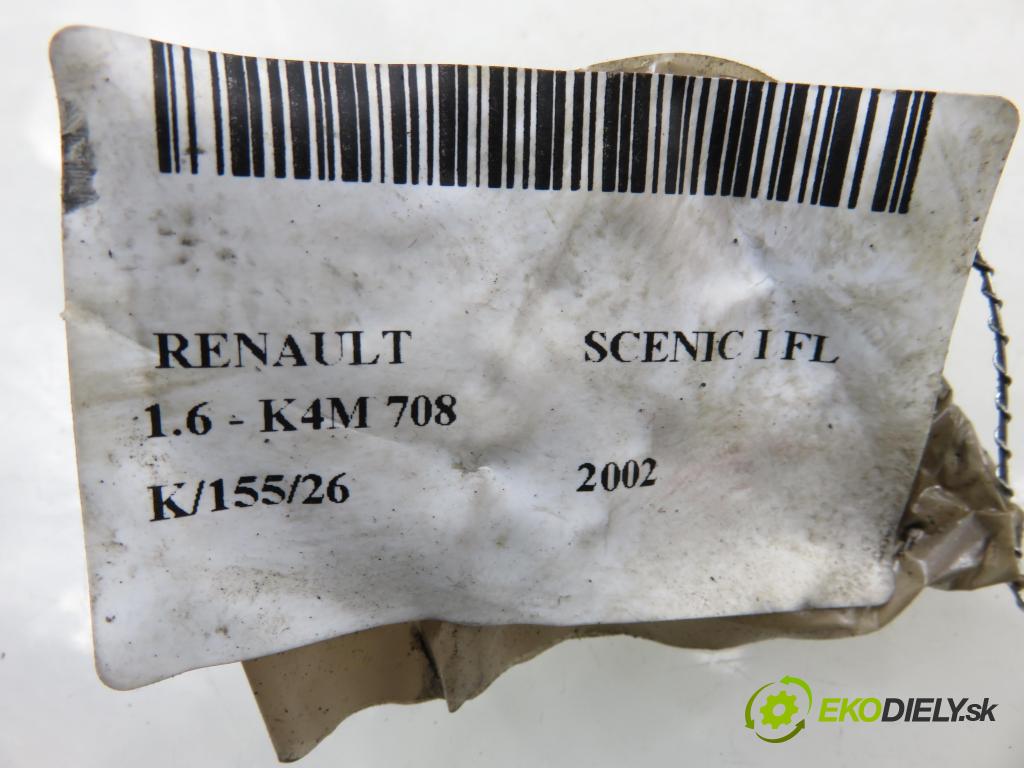 RENAULT SCENIC I FL
1.6 - K4M 708
K/155/26 2002
EKODIELY.sk